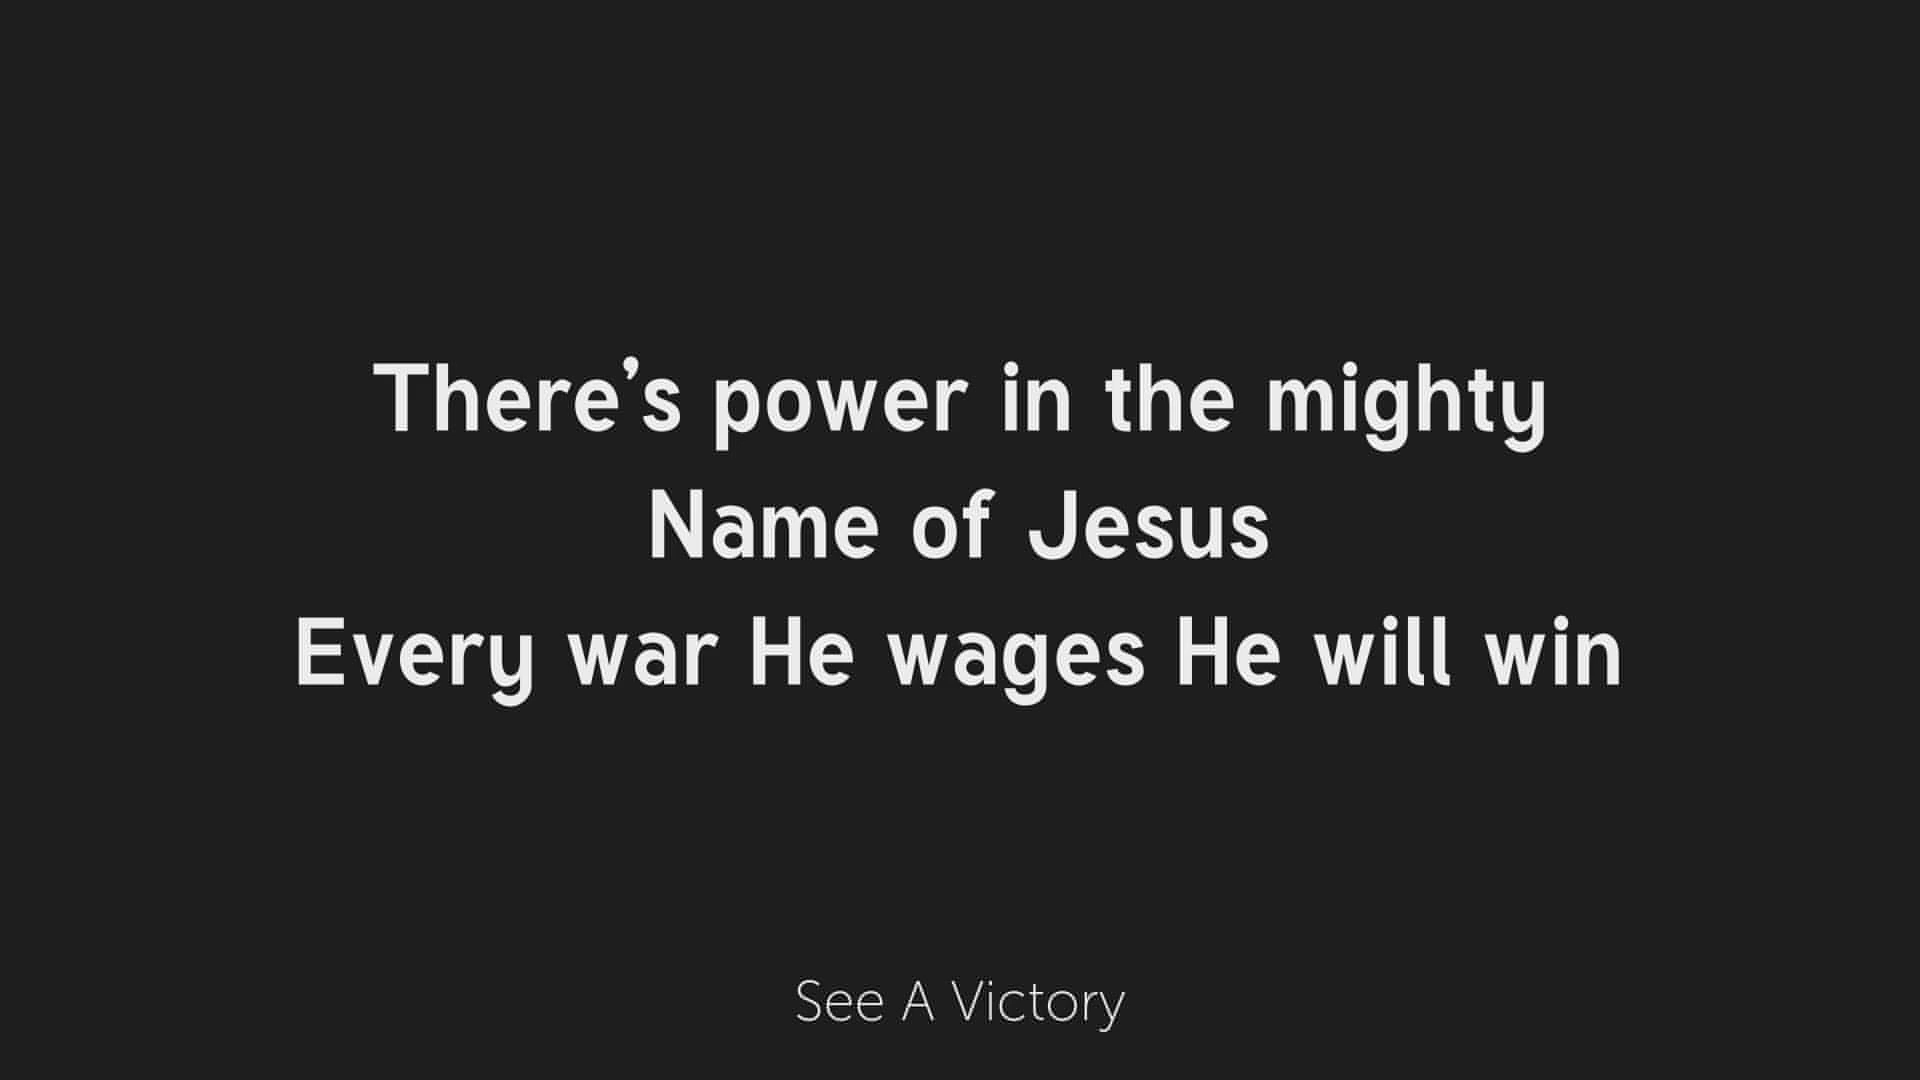 There’s power in the mighty
Name of Jesus
Every war He wages He will win
See A Victory